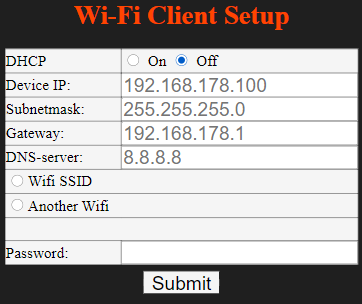 Wi-Fi Client Setup
DHCP On Off
Device IP: 192.168.178.100
Subnetmask: 255.255.255.0
Gateway: 192.168.178.1
DNS-server: 8.8.8.8
Wifi SSID
Another Wifi
Password:
Submit